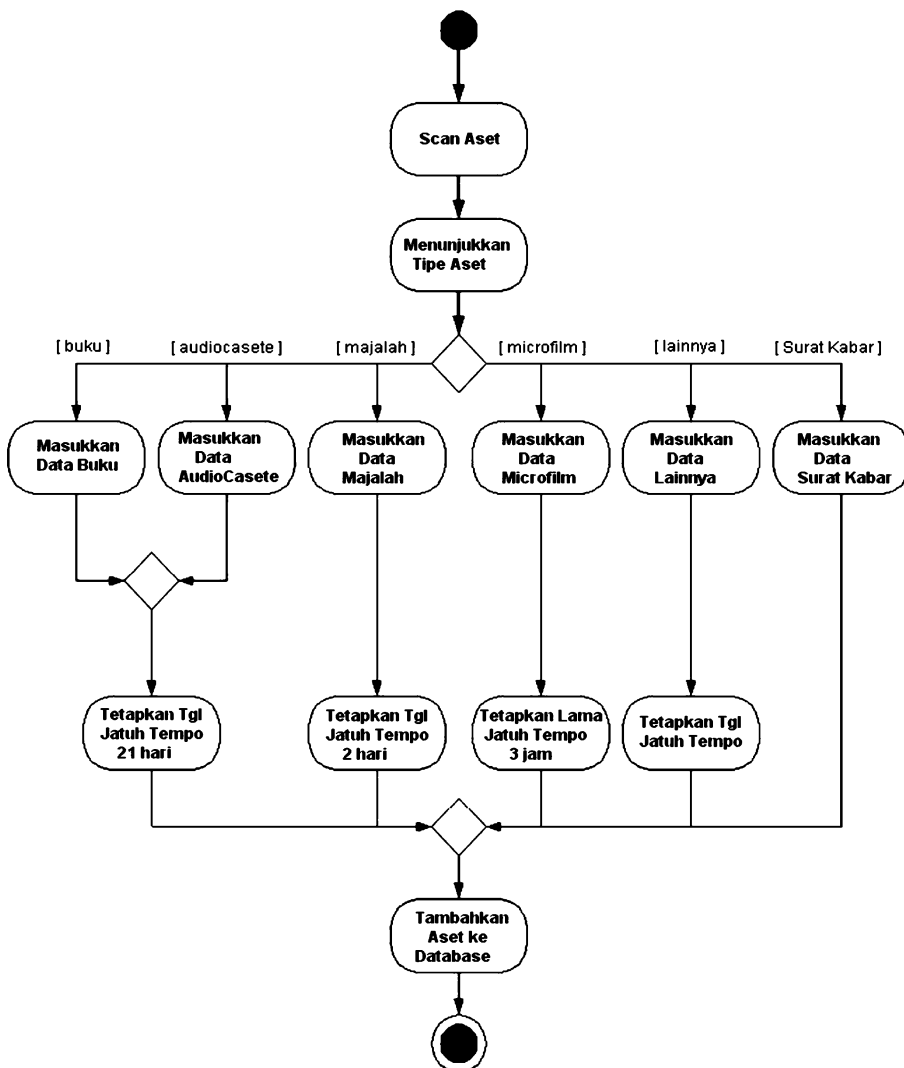 Scan Aset
Menunjukkan
Tipe Aset
[ buku ]
[ audiocasete ]
[ majalah ]
[ microfilm ]
[ lainnya ]
[ Surat Kabar ]
Masukkan
Data Buku
Masukkan
Data
AudioCasete
Masukkan
Data
Majalah
Masukkan
Data
Microfilm
Masukkan
Data
Lainnya
Masukkan
Data
Surat Kabar
Tetapkan Tgl
Jatuh Tempo
21 hari
Tetapkan Tgl
Jatuh Tempo
2 hari
Tetapkan Lama
Jatuh Tempo
3 jam
Tetapkan Tgl
Jatuh Tempo
Tambahkan
Aset ke
Database